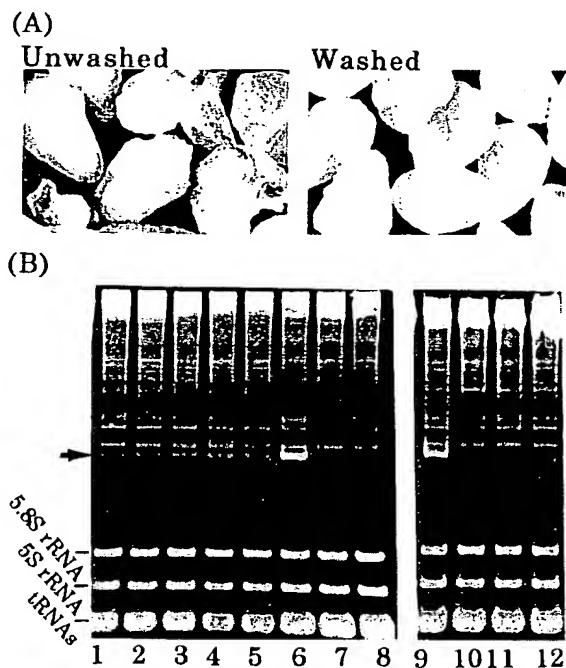 (A)
Unwashed Washed
(B)
5.8S rRNA
5S rRNA
tRNAs
1 2 3 4 5 6 7 8 9 10 11 12